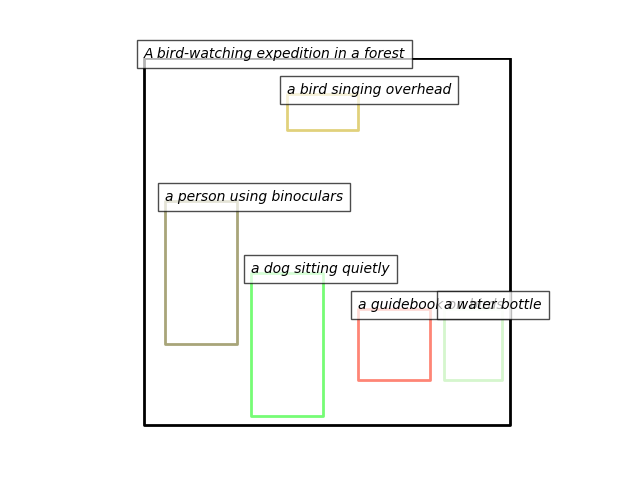 A bird-watching expedition in a forest
a bird singing overhead
a person using binoculars
a dog sitting quietly
a guidebook
a water bottle